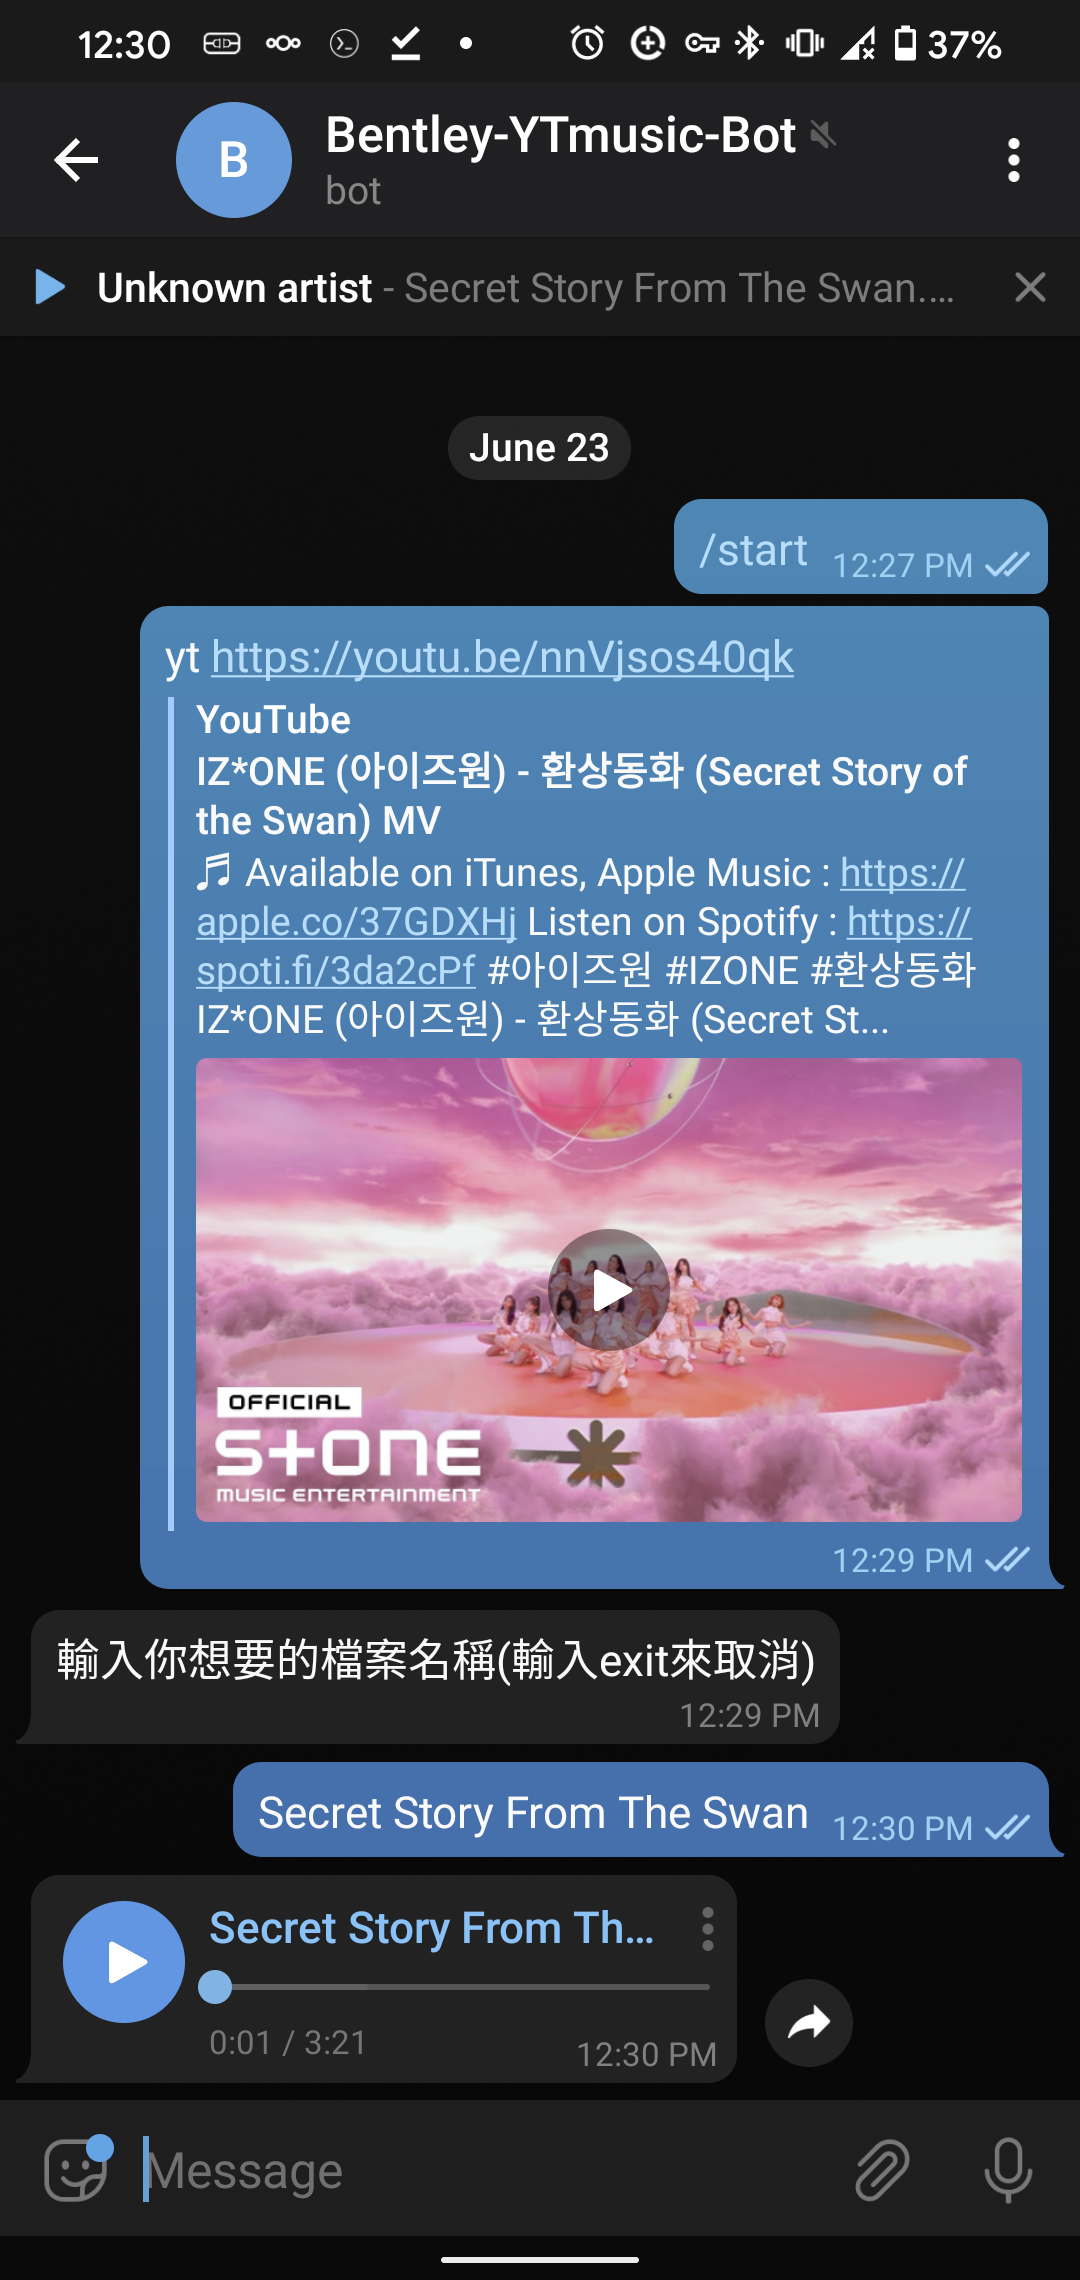 12:30
37%
B
Bentley-YTmusic-Bot
bot
Unknown artist - Secret Story From The Swan....
June 23
/start 12:27 PM
yt https://youtu.be/nnVjsos40qk
YouTube
IZ*ONE (아이즈원) - 환상동화 (Secret Story of
the Swan) MV
🎵 Available on iTunes, Apple Music : https://
apple.co/37GDXHj Listen on Spotify : https://
spoti.fi/3da2cPf #아이즈원 #IZONE #환상동화
IZ*ONE (아이즈원) - 환상동화 (Secret St...
OFFICIAL
STONE
MUSIC ENTERTAINMENT
12:29 PM
輸入你想要的檔案名稱(輸入exit來取消)
12:29 PM
Secret Story From The Swan 12:30 PM
Secret Story From Th...
0:01 / 3:21
12:30 PM
Message